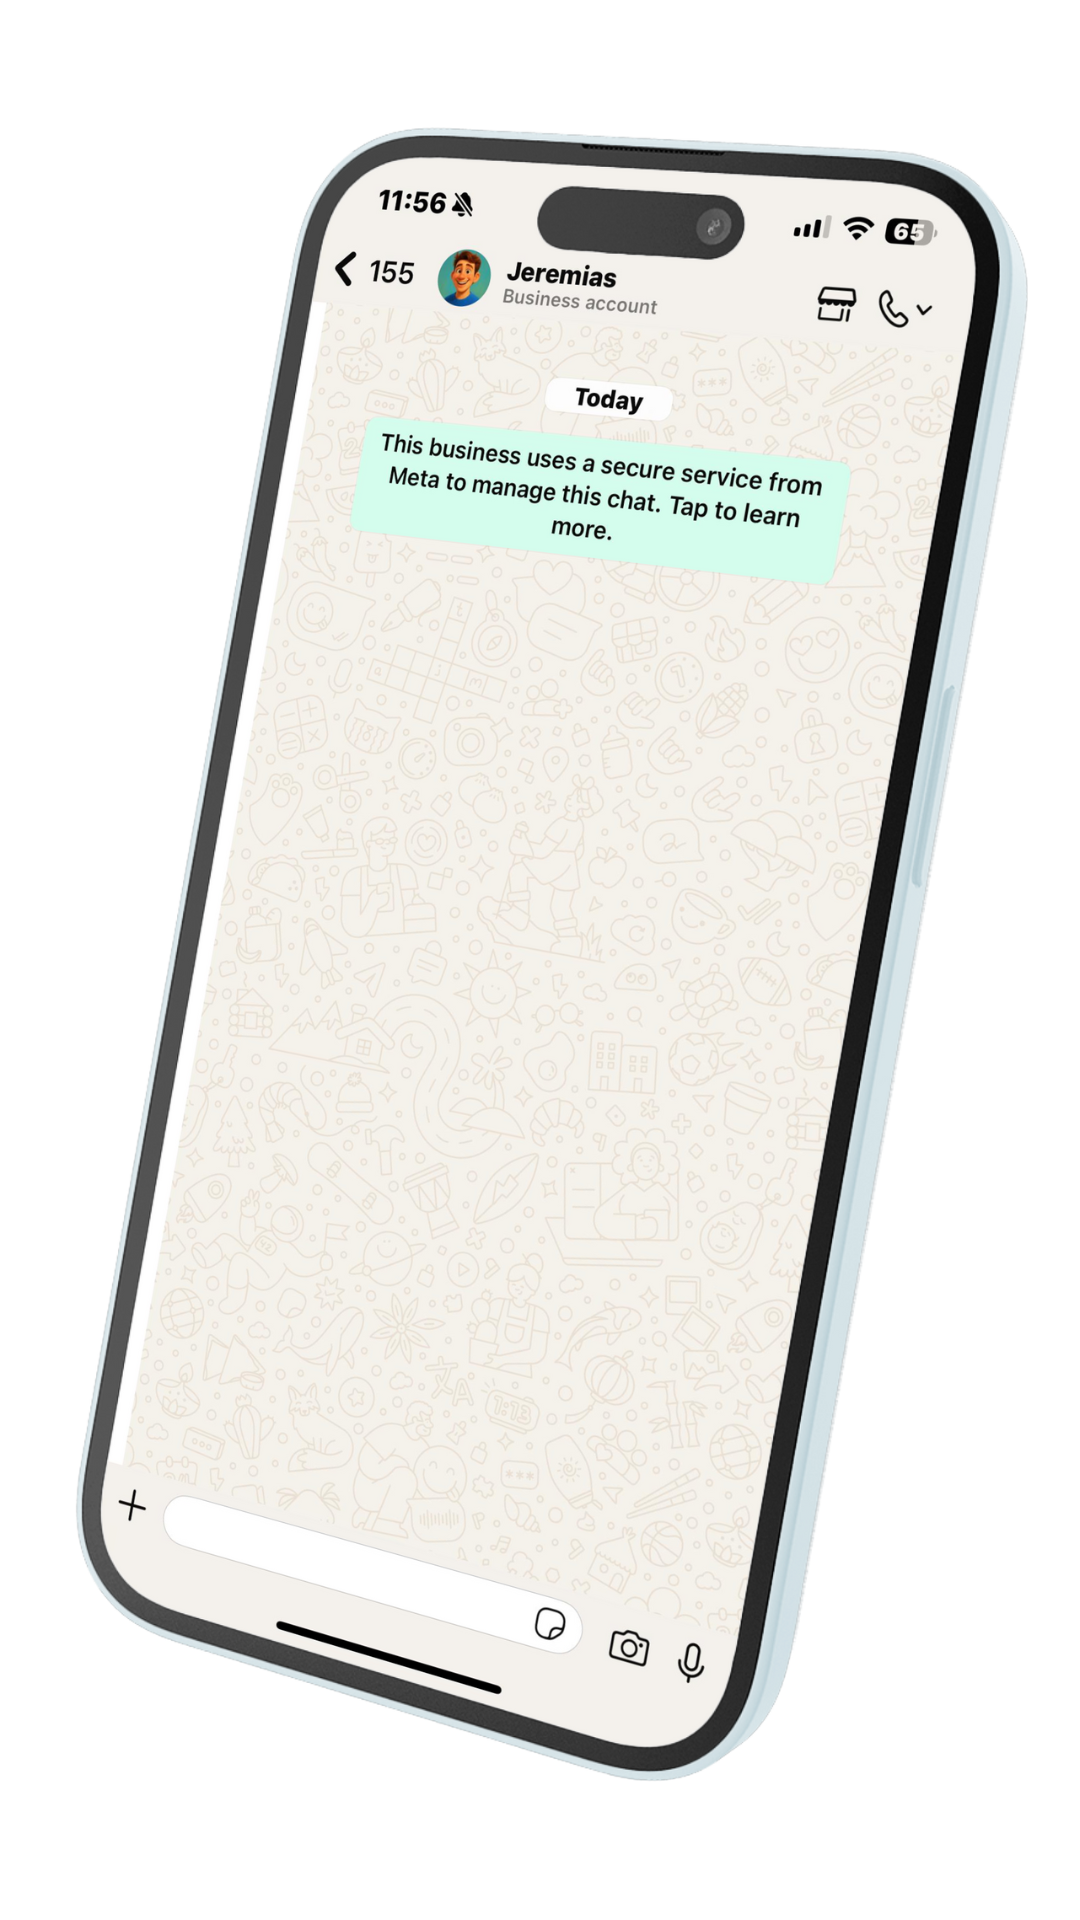 11:56
65
155
Jeremias
Business account
Today
This business uses a secure service from
Meta to manage this chat. Tap to learn
more.